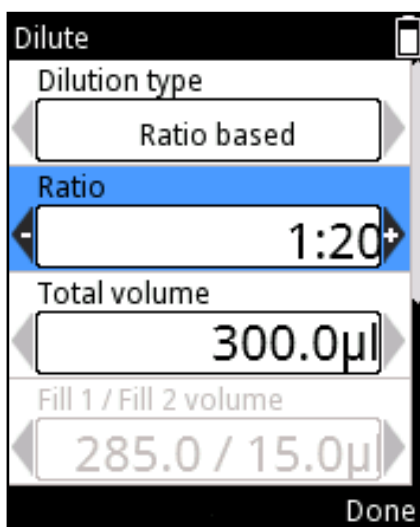 Dilute
Dilution type
Ratio based
Ratio
- 1:20 +
Total volume
300.0µl
Fill 1 / Fill 2 volume
285.0 / 15.0µl
Done